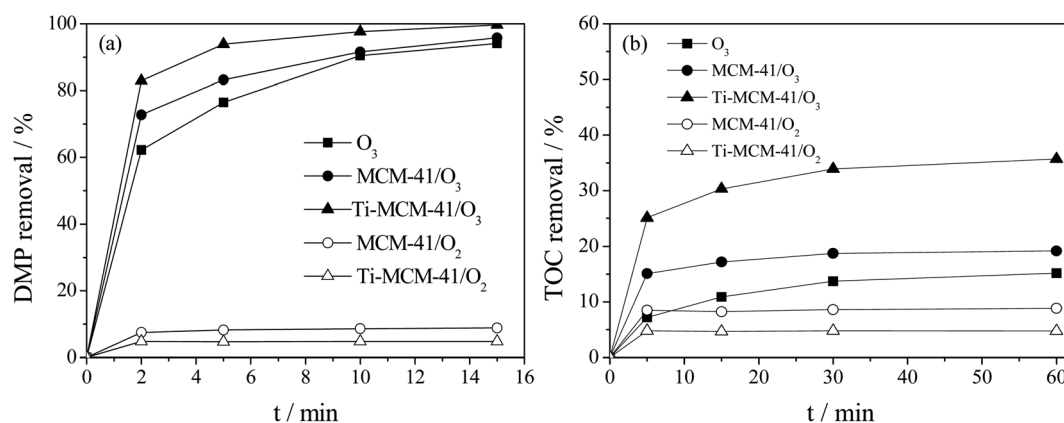 (a)
100
80
60
40
20
0
DMP removal / %
O₃
MCM-41/O₃
Ti-MCM-41/O₃
MCM-41/O₂
Ti-MCM-41/O₂
0 2 4 6 8 10 12 14 16
t / min
(b)
60
50
40
30
20
10
0
TOC removal / %
O₃
MCM-41/O₃
Ti-MCM-41/O₃
MCM-41/O₂
Ti-MCM-41/O₂
0 10 20 30 40 50 60
t / min